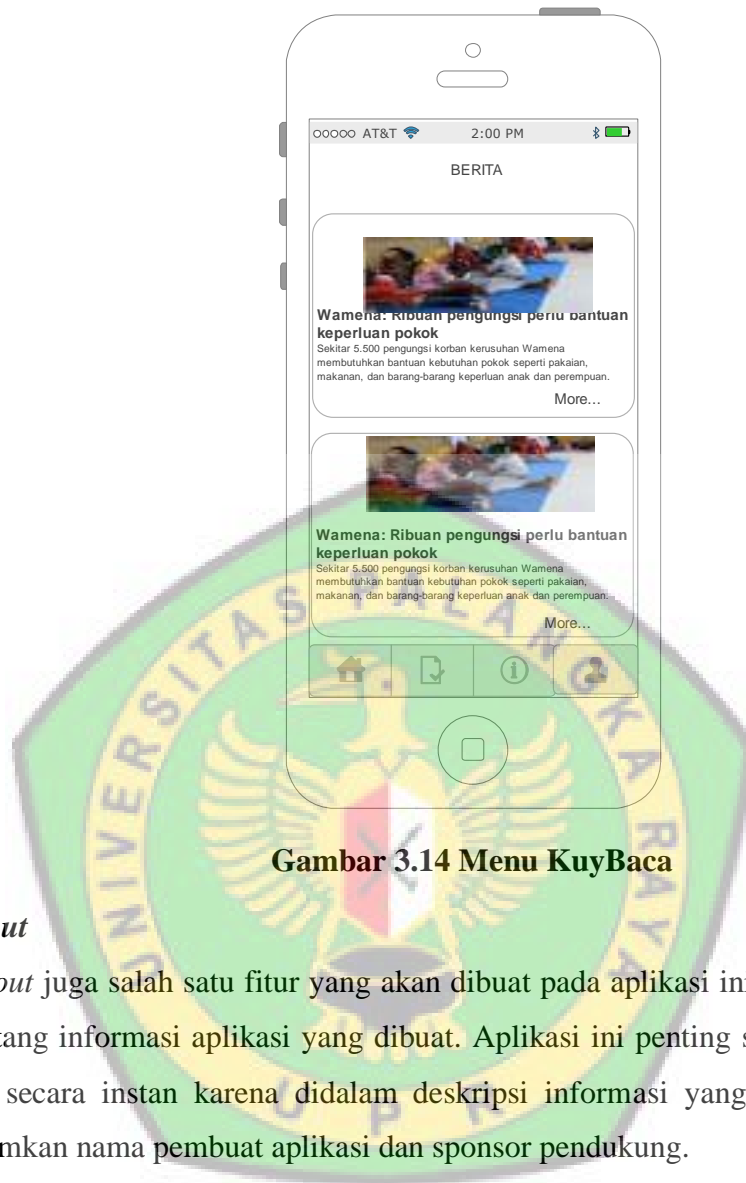 AT&T 2:00 PM
BERITA
Wamena: Ribuan pengungsi perlu bantuan
keperluan pokok
Sekitar 5.500 pengungsi korban kerusuhan Wamena
membutuhkan bantuan kebutuhan pokok seperti pakaian,
makanan, dan barang-barang keperluan anak dan perempuan.
More...
Wamena: Ribuan pengungsi perlu bantuan
keperluan pokok
Sekitar 5.500 pengungsi korban kerusuhan Wamena
membutuhkan bantuan kebutuhan pokok seperti pakaian,
makanan, dan barang-barang keperluan anak dan perempuan.
More...
UNIVERSITAS PALANGKA RAYA
Gambar 3.14 Menu KuyBaca
ut
out juga salah satu fitur yang akan dibuat pada aplikasi ini
tang informasi aplikasi yang dibuat. Aplikasi ini penting s
secara instan karena didalam deskripsi informasi yang
mkan nama pembuat aplikasi dan sponsor pendukung.
U P R